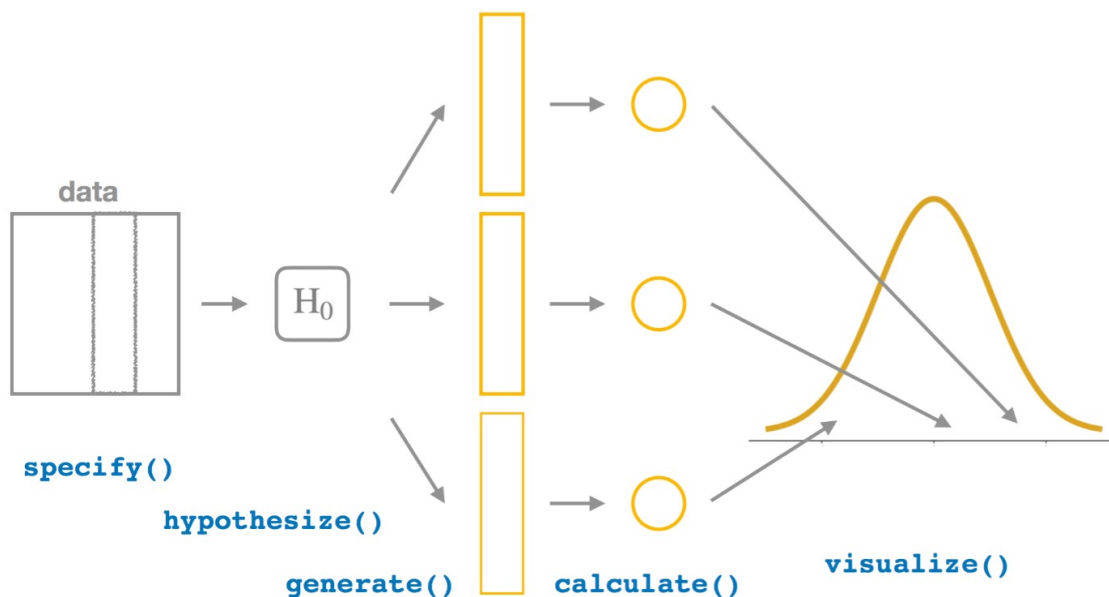 data
H₀
specify()
hypothesize()
generate()
calculate()
visualize()